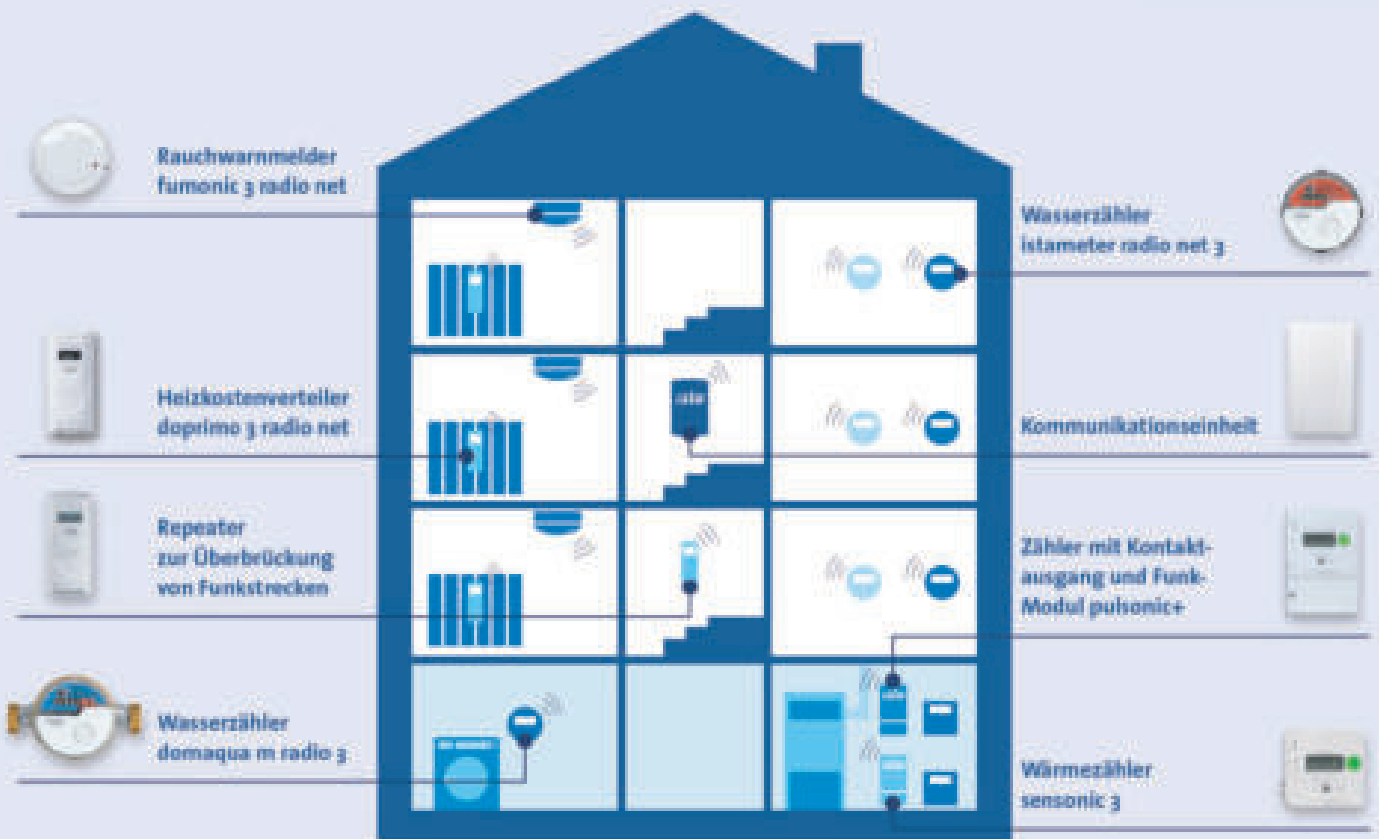 Rauchwarnmelder
fumonic 3 radio net
Heizkostenverteiler
doprimo 3 radio net
Repeater
zur Überbrückung
von Funkstrecken
Wasserzähler
domaqua m radio 3
Wasserzähler
istameter radio net 3
Kommunikationseinheit
Zähler mit Kontakt-
ausgang und Funk-
Modul pulsonic+
Wärmezähler
sensonic 3